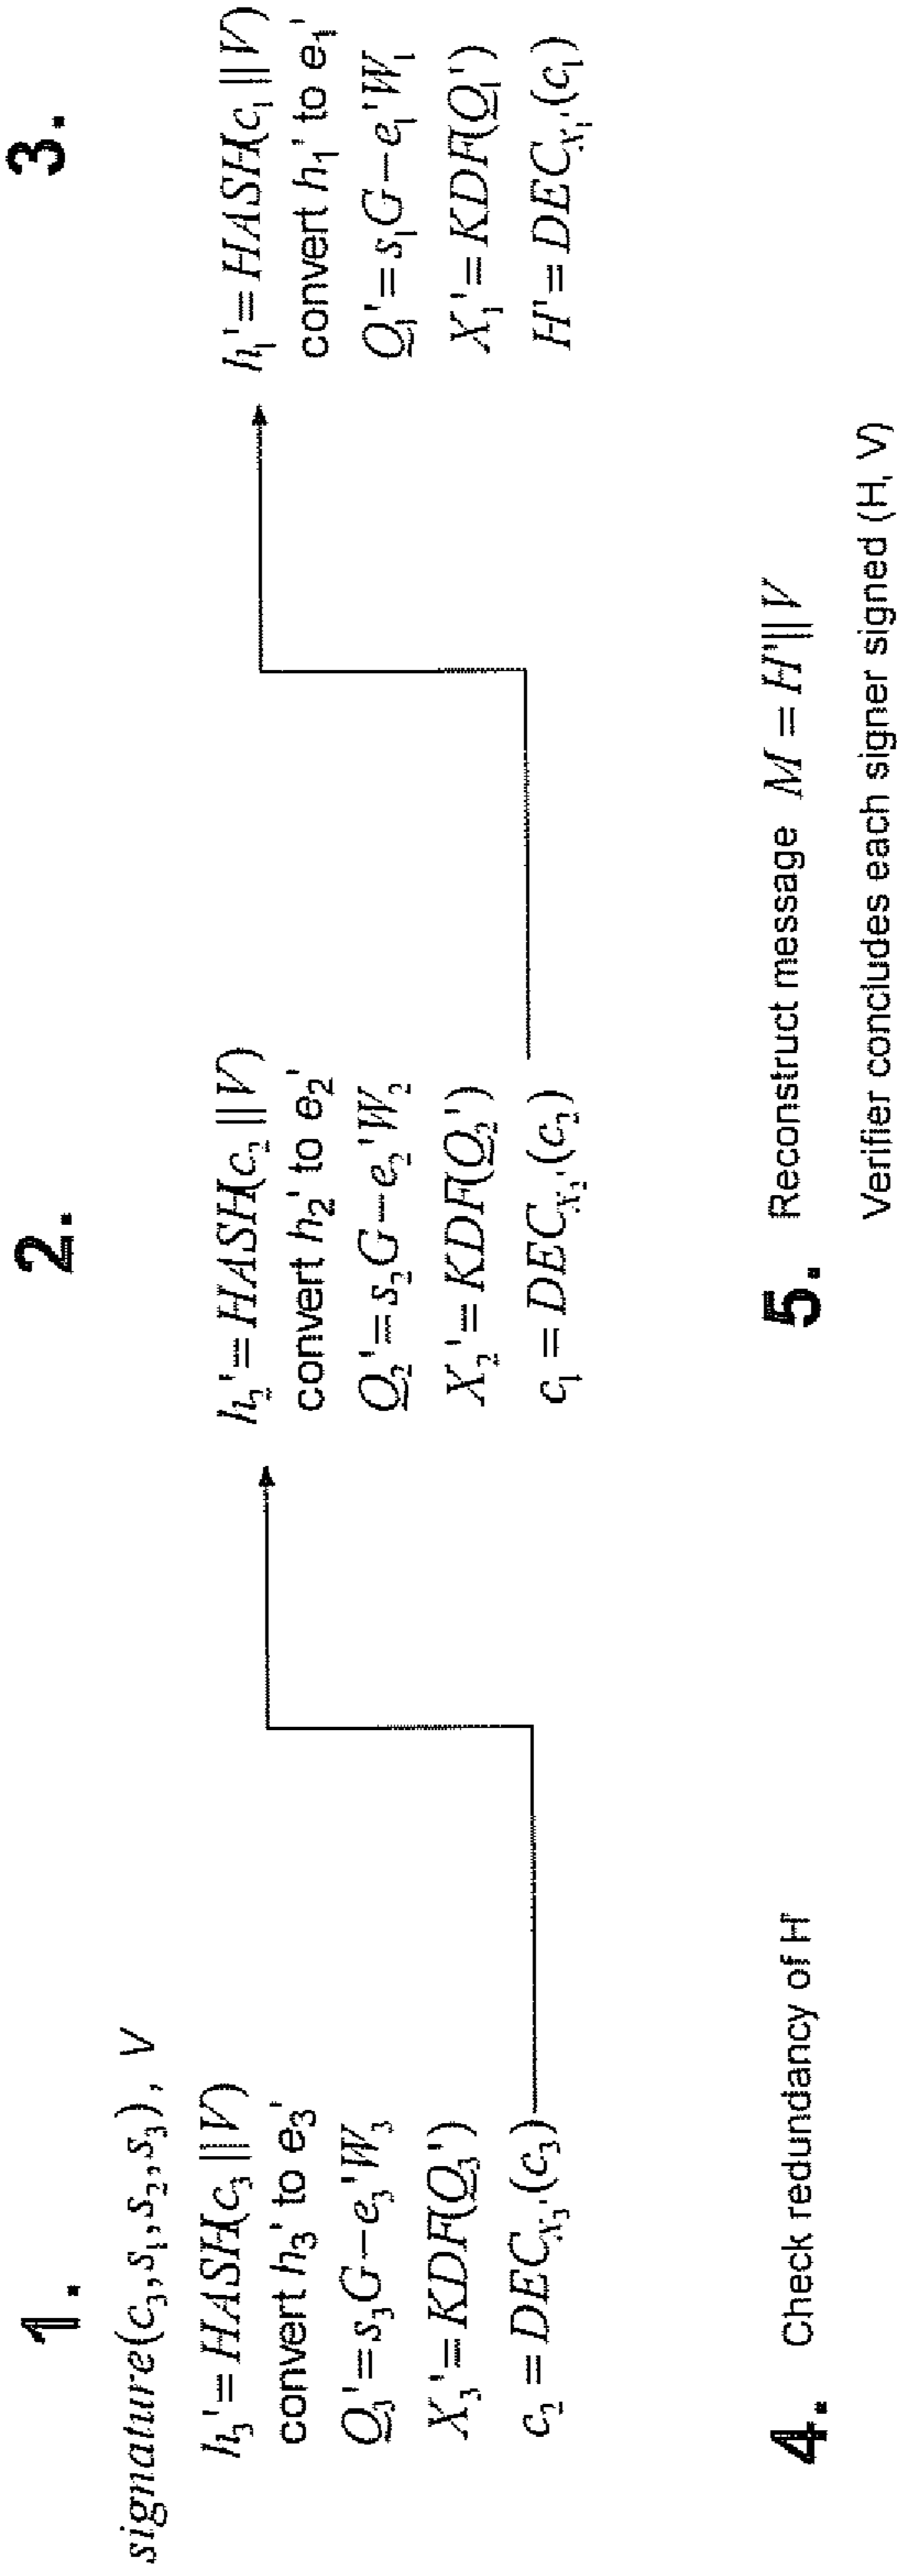 1.
signature(c₃,s₁,s₂,s₃), V
h₃'=HASH(c₃||V)
convert h₃' to e₃'
Q₃'=s₃G−e₃'W₃
X₃'=KDF(Q₃')
c₂=DEC_X₃'(c₃)
2.
h₂'=HASH(c₂||V)
convert h₂' to e₂'
Q₂'=s₂G−e₂'W₂
X₂'=KDF(Q₂')
c₁=DEC_X₂'(c₂)
3.
h₁'=HASH(c₁||V)
convert h₁' to e₁'
Q₁'=s₁G−e₁'W₁
X₁'=KDF(Q₁')
H'=DEC_X₁'(c₁)
4. Check redundancy of H'
5. Reconstruct message M=H'||V
Verifier concludes each signer signed (H, V)